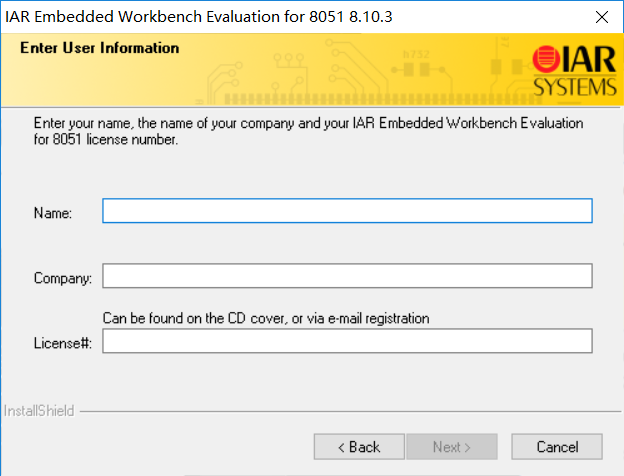 IAR Embedded Workbench Evaluation for 8051 8.10.3
Enter User Information
h732
IAR
SYSTEMS
Enter your name, the name of your company and your IAR Embedded Workbench Evaluation
for 8051 license number.
Name:
Company:
Can be found on the CD cover, or via e-mail registration
License#:
InstallShield
< Back
Next >
Cancel